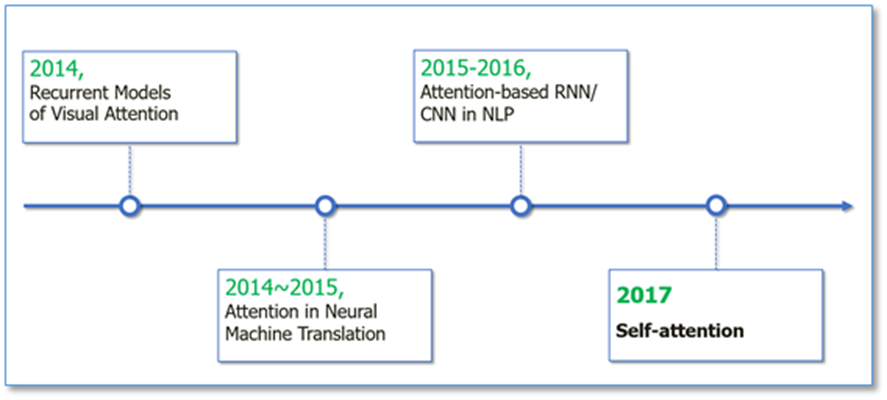 2014,
Recurrent Models
of Visual Attention
2014~2015,
Attention in Neural
Machine Translation
2015-2016,
Attention-based RNN/
CNN in NLP
2017
Self-attention